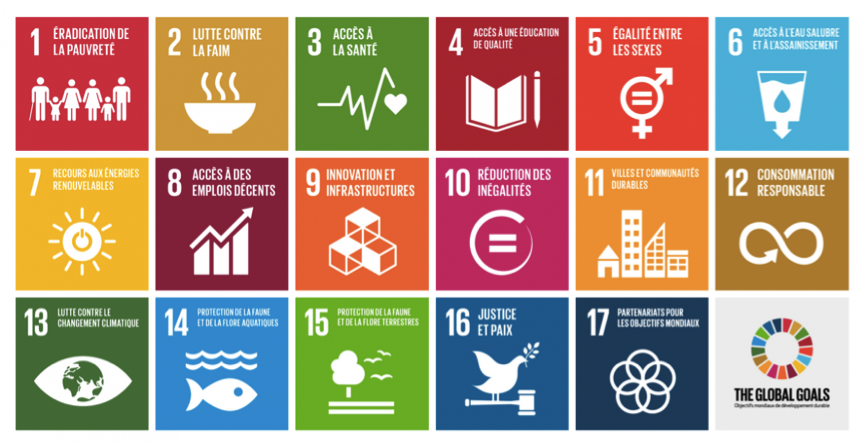 1 ÉRADICATION DE
LA PAUVRETÉ
2 LUTTE CONTRE
LA FAIM
3 ACCÈS À
LA SANTÉ
4 ACCÈS À UNE ÉDUCATION
DE QUALITÉ
5 ÉGALITÉ ENTRE
LES SEXES
6 ACCÈS À L'EAU SALUBRE
ET À L'ASSAINISSEMENT
7 RECOURS AUX ÉNERGIES
RENOUVELABLES
8 ACCÈS À DES
EMPLOIS DÉCENTS
9 INNOVATION ET
INFRASTRUCTURES
10 RÉDUCTION DES
INÉGALITÉS
11 VILLES ET COMMUNAUTÉS
DURABLES
12 CONSOMMATION
RESPONSABLE
13 LUTTE CONTRE LE
CHANGEMENT CLIMATIQUE
14 PROTECTION DE LA FAUNE
ET DE LA FLORE AQUATIQUES
15 PROTECTION DE LA FAUNE
ET DE LA FLORE TERRESTRES
16 JUSTICE
ET PAIX
17 PARTENARIATS POUR
LES OBJECTIFS MONDIAUX
THE GLOBAL GOALS
Objectifs mondiaux de développement durable